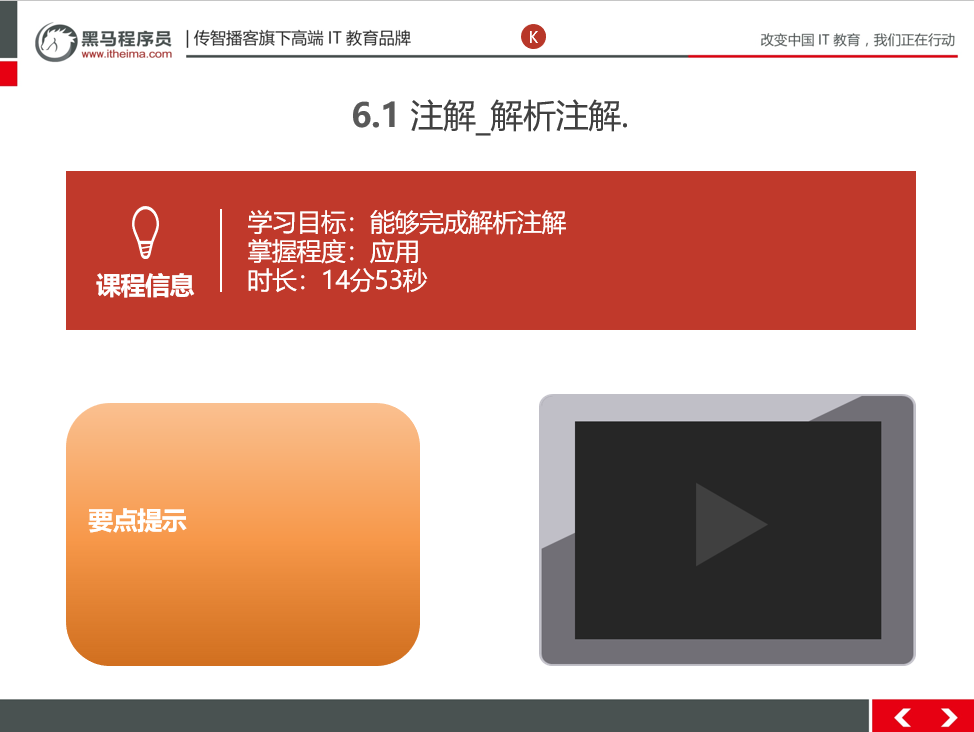 黑马程序员
www.itheima.com
|传智播客旗下高端 IT 教育品牌
K
改变中国 IT 教育，我们正在行动
6.1 注解_解析注解.
课程信息
学习目标：能够完成解析注解
掌握程度：应用
时长：14分53秒
要点提示